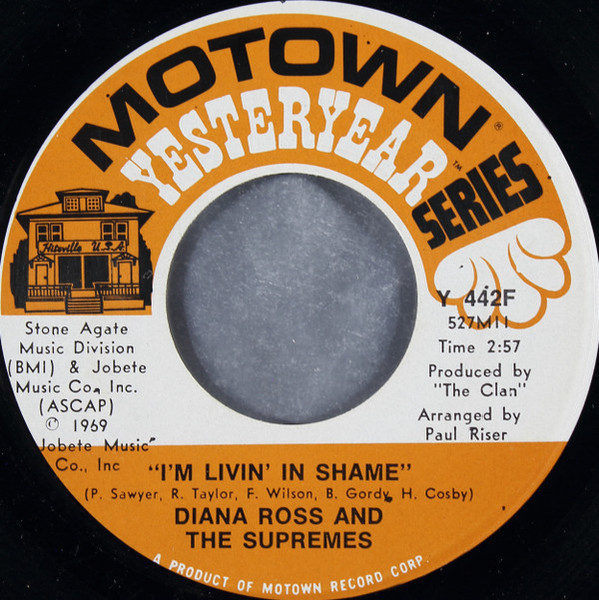 MOTOWN®
YESTERYEAR™
SERIES
Hitsville U.S.A.
Y 442F
527M11
Time 2:57
Produced by
"The Clan"
Arranged by
Paul Riser
Stone Agate
Music Division
(BMI) & Jobete
Music Co., Inc.
(ASCAP)
© 1969
Jobete Music
Co., Inc
"I'M LIVIN' IN SHAME"
(P. Sawyer, R. Taylor, F. Wilson, B. Gordy, H. Cosby)
DIANA ROSS AND
THE SUPREMES
A PRODUCT OF MOTOWN RECORD CORP.